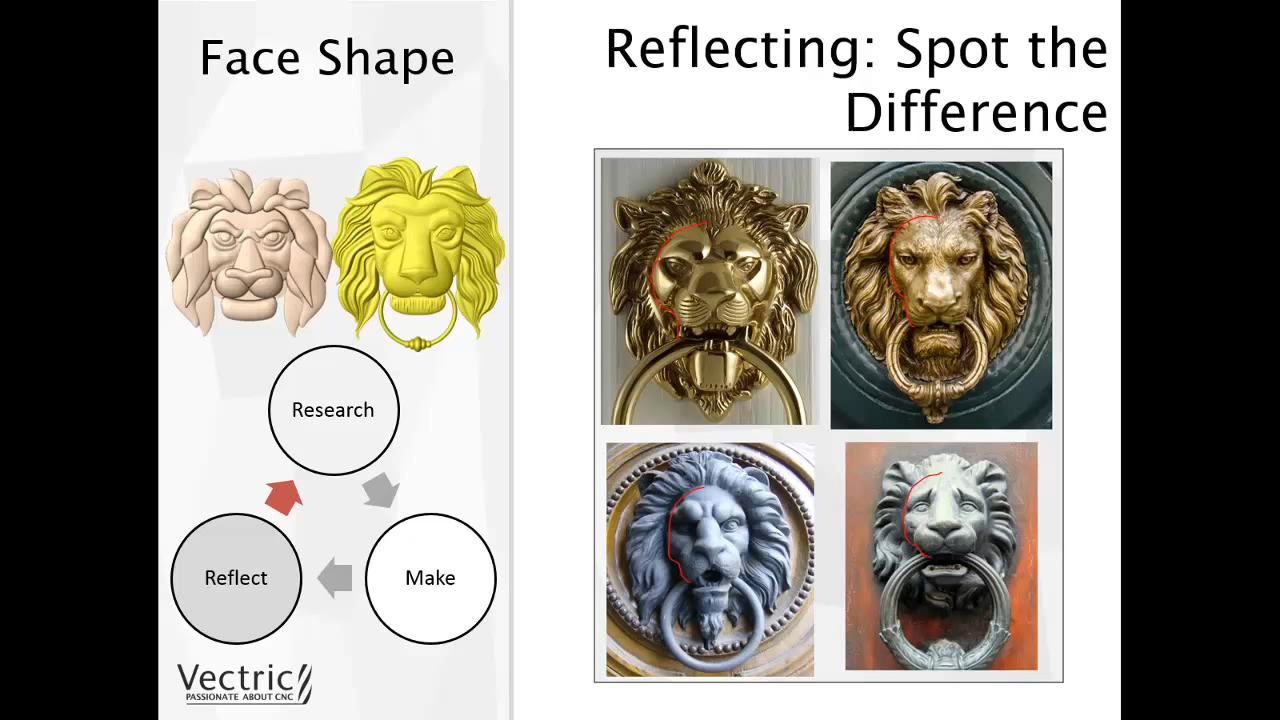 Face Shape
Research
Reflect
Make
Vectric
PASSIONATE ABOUT CNC
Reflecting: Spot the
Difference